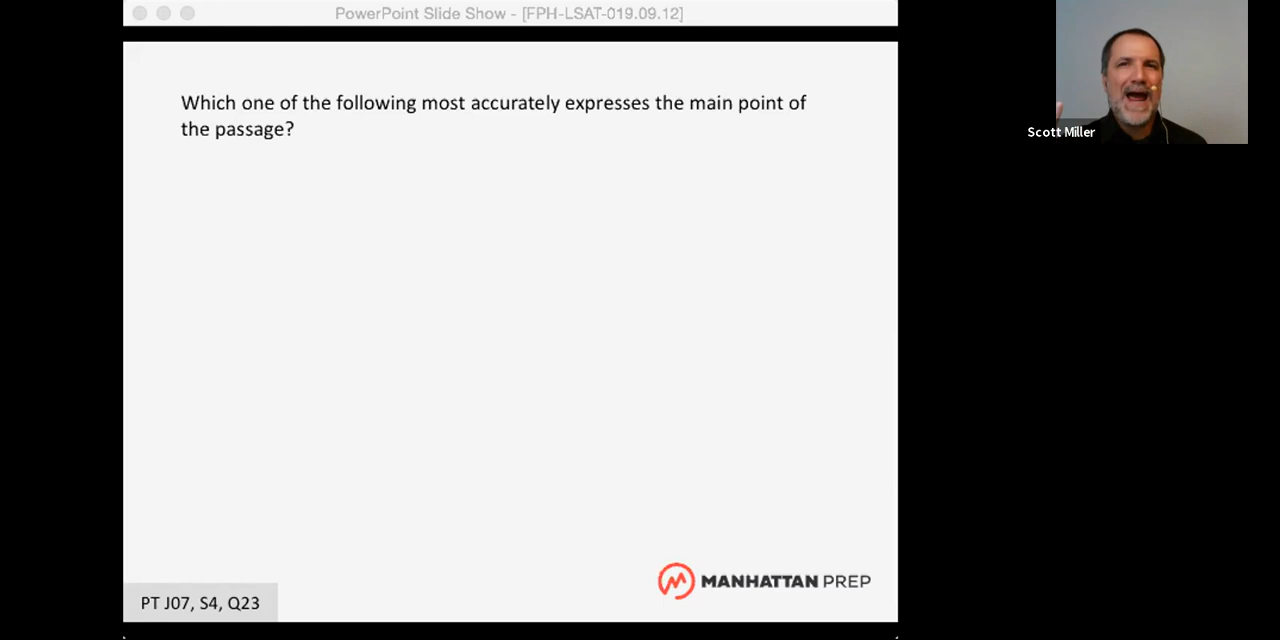 PowerPoint Slide Show - [FPH-LSAT-019.09.12]
Which one of the following most accurately expresses the main point of
the passage?
Scott Miller
MANHATTAN PREP
PT J07, S4, Q23